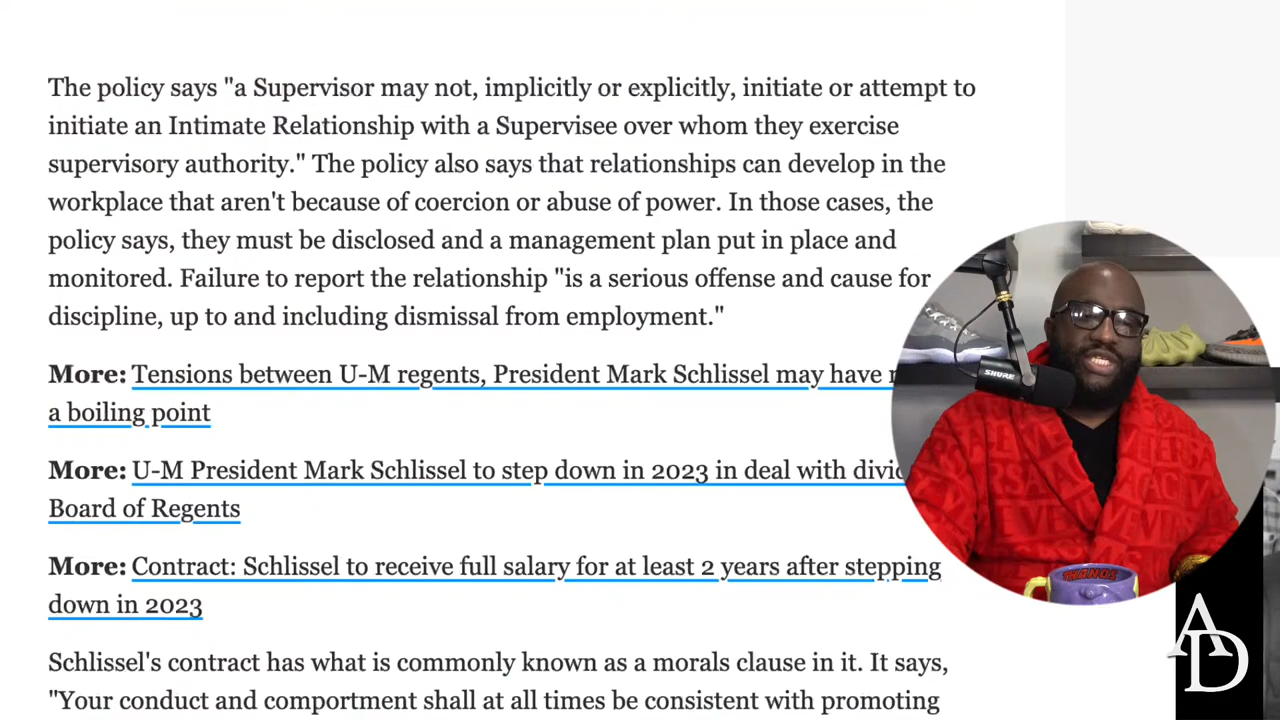 The policy says "a Supervisor may not, implicitly or explicitly, initiate or attempt to
initiate an Intimate Relationship with a Supervisee over whom they exercise
supervisory authority." The policy also says that relationships can develop in the
workplace that aren't because of coercion or abuse of power. In those cases, the
policy says, they must be disclosed and a management plan put in place and
monitored. Failure to report the relationship "is a serious offense and cause for
discipline, up to and including dismissal from employment."
More: Tensions between U-M regents, President Mark Schlissel may have
a boiling point
More: U-M President Mark Schlissel to step down in 2023 in deal with
Board of Regents
More: Contract: Schlissel to receive full salary for at least 2 years after stepping
down in 2023
Schlissel's contract has what is commonly known as a morals clause in it. It says,
"Your conduct and comportment shall at all times be consistent with promoting
SHURE
THANOS
AD